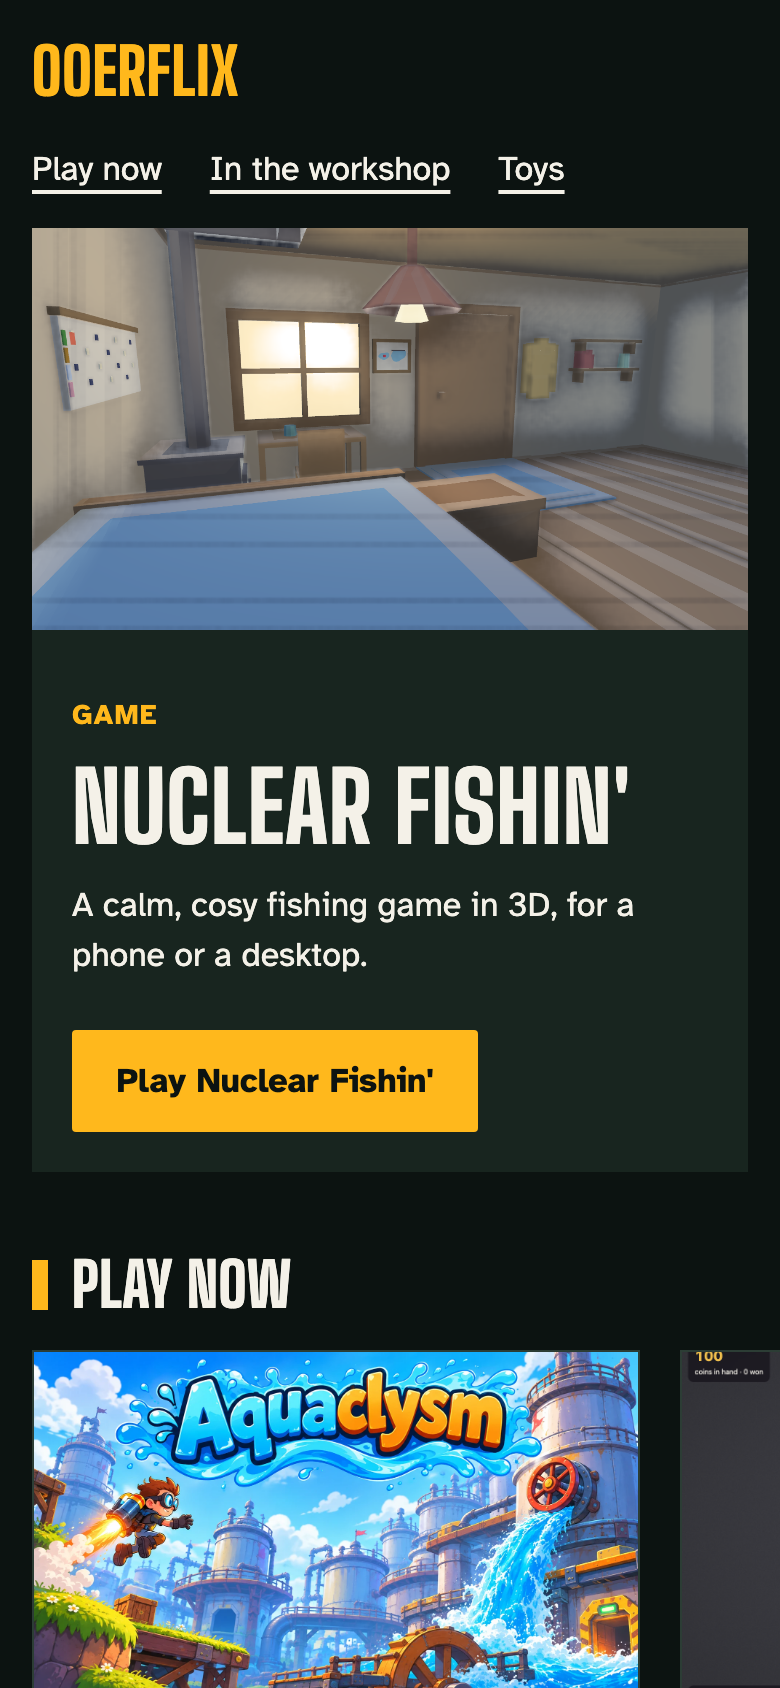 OOERFLIX
Play now In the workshop Toys
GAME
NUCLEAR FISHIN'
A calm, cosy fishing game in 3D, for a
phone or a desktop.
Play Nuclear Fishin'
PLAY NOW
Aquaclysm
100
coins in hand · 0 won